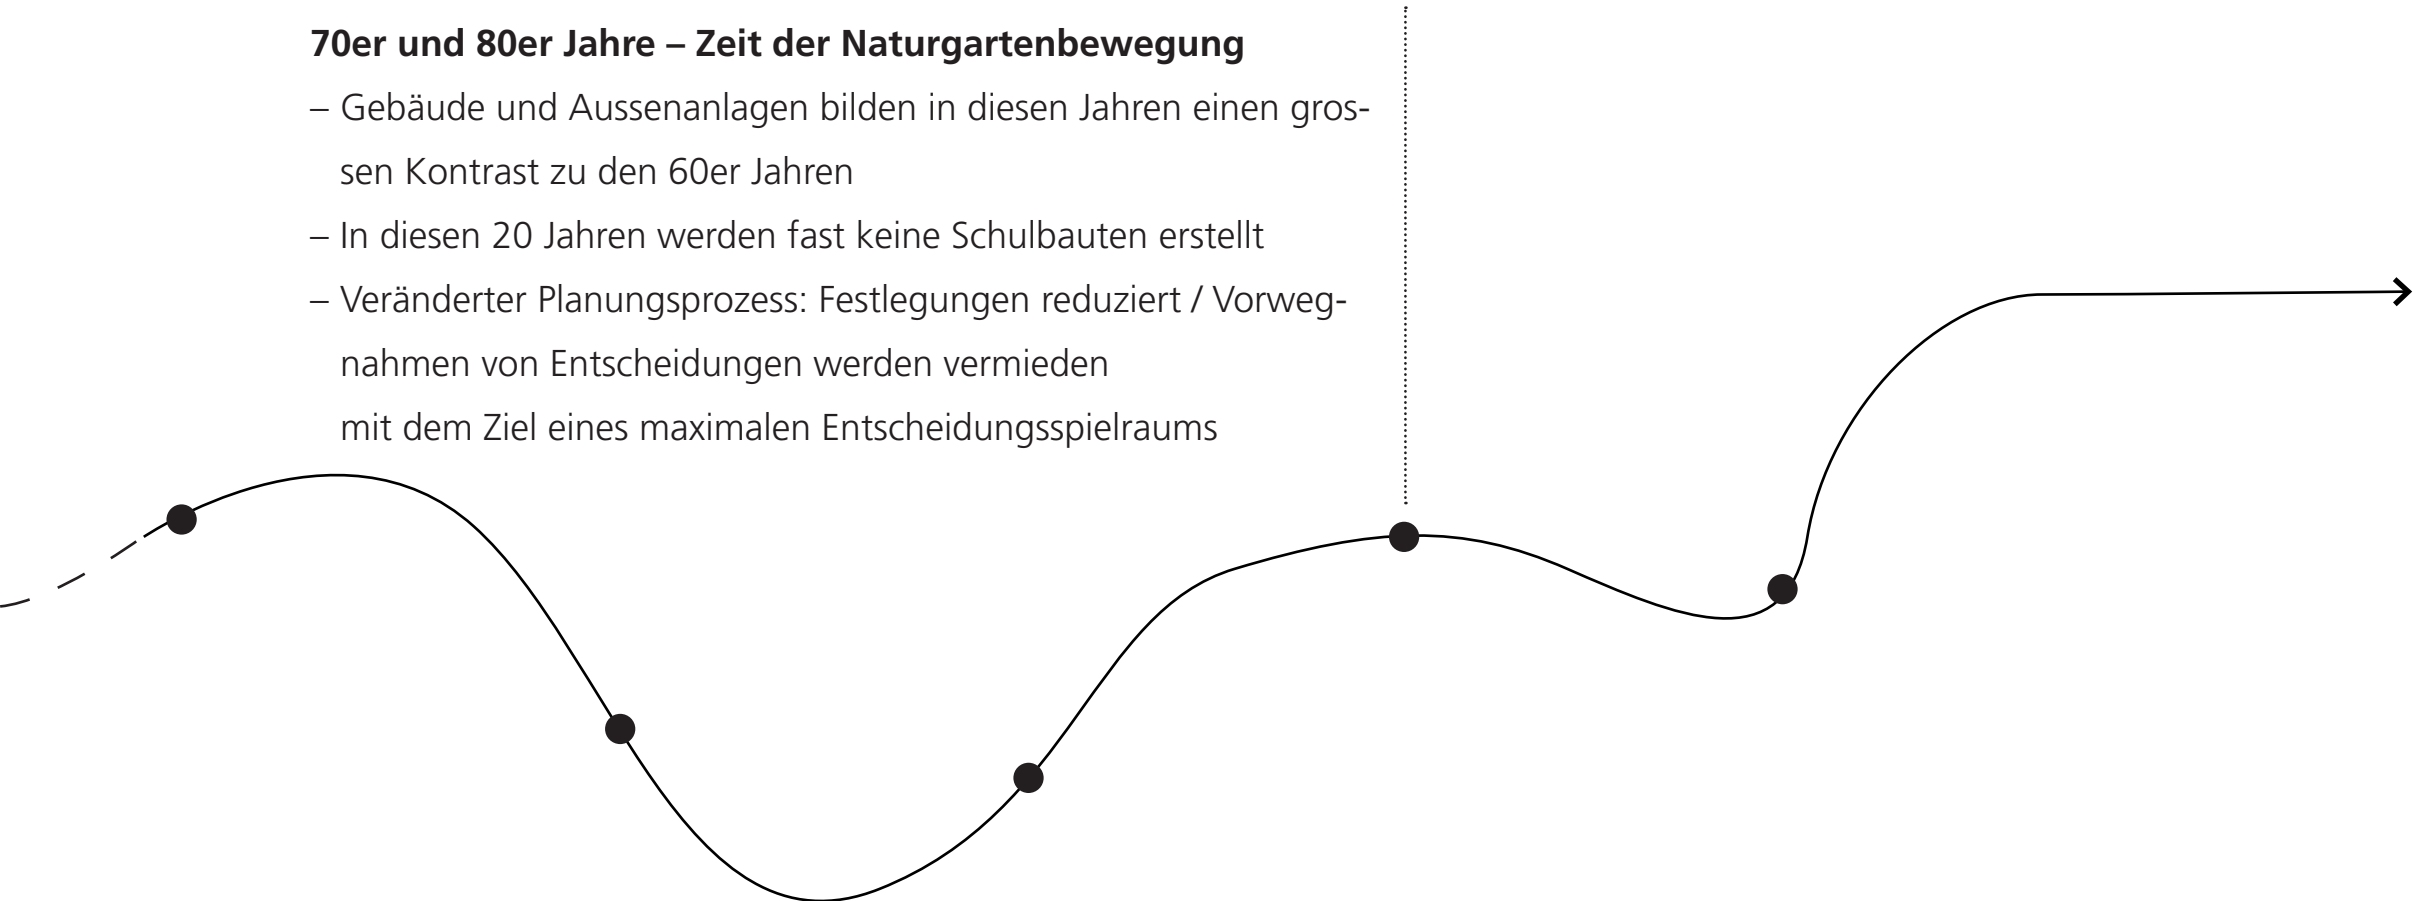 70er und 80er Jahre – Zeit der Naturgartenbewegung
– Gebäude und Aussenanlagen bilden in diesen Jahren einen gros-
sen Kontrast zu den 60er Jahren
– In diesen 20 Jahren werden fast keine Schulbauten erstellt
– Veränderter Planungsprozess: Festlegungen reduziert / Vorweg-
nahmen von Entscheidungen werden vermieden
mit dem Ziel eines maximalen Entscheidungsspielraums